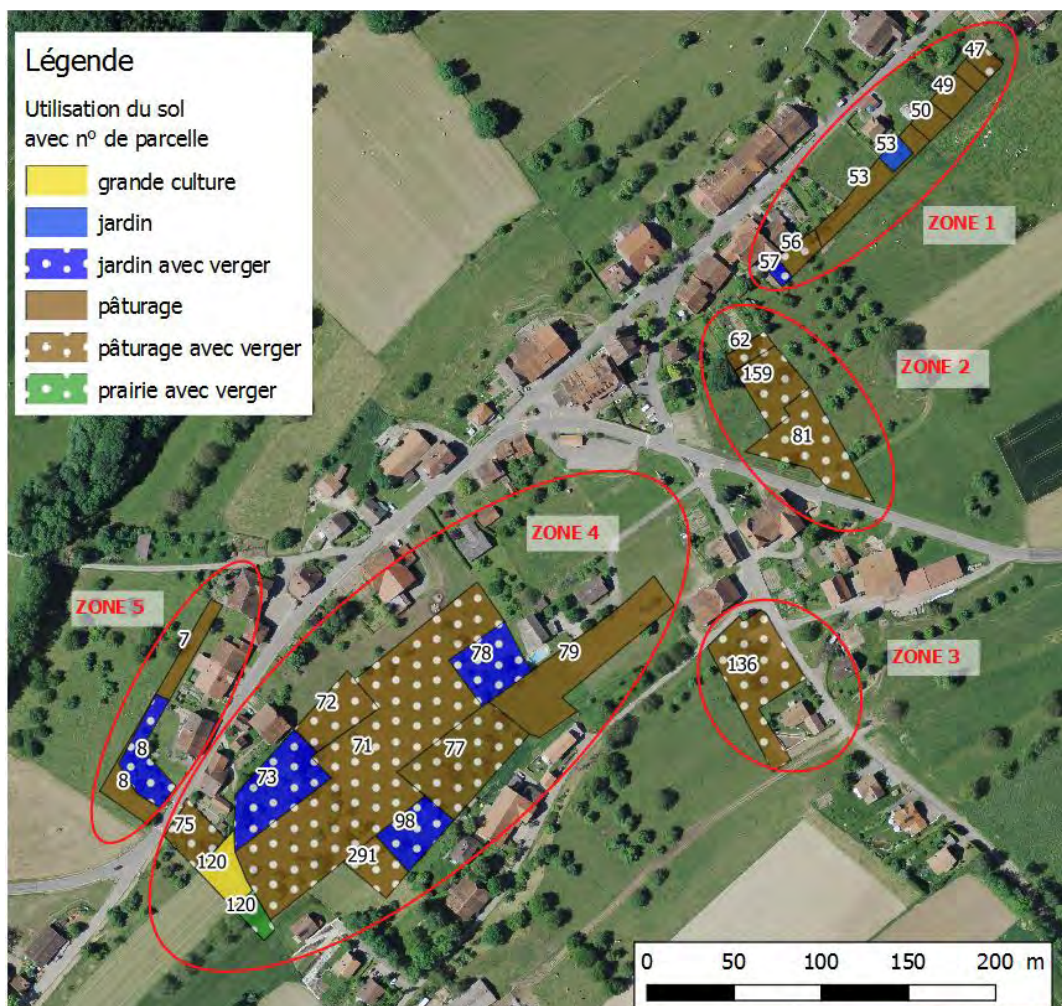 Légende
Utilisation du sol
avec nº de parcelle
grande culture
jardin
jardin avec verger
pâturage
pâturage avec verger
prairie avec verger
47
49
50
53
53
56
57
ZONE 1
62
159
81
ZONE 2
ZONE 4
ZONE 5
7
8
8
75
120
120
72
71
73
78
79
77
98
291
136
ZONE 3
0 50 100 150 200 m